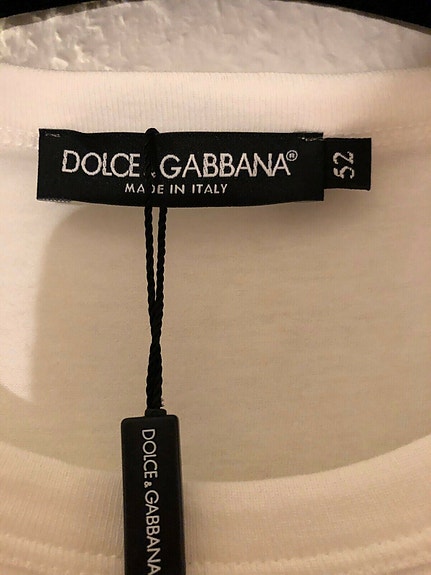 DOLCE & GABBANA®
MADE IN ITALY
52
DOLCE & GABBANA